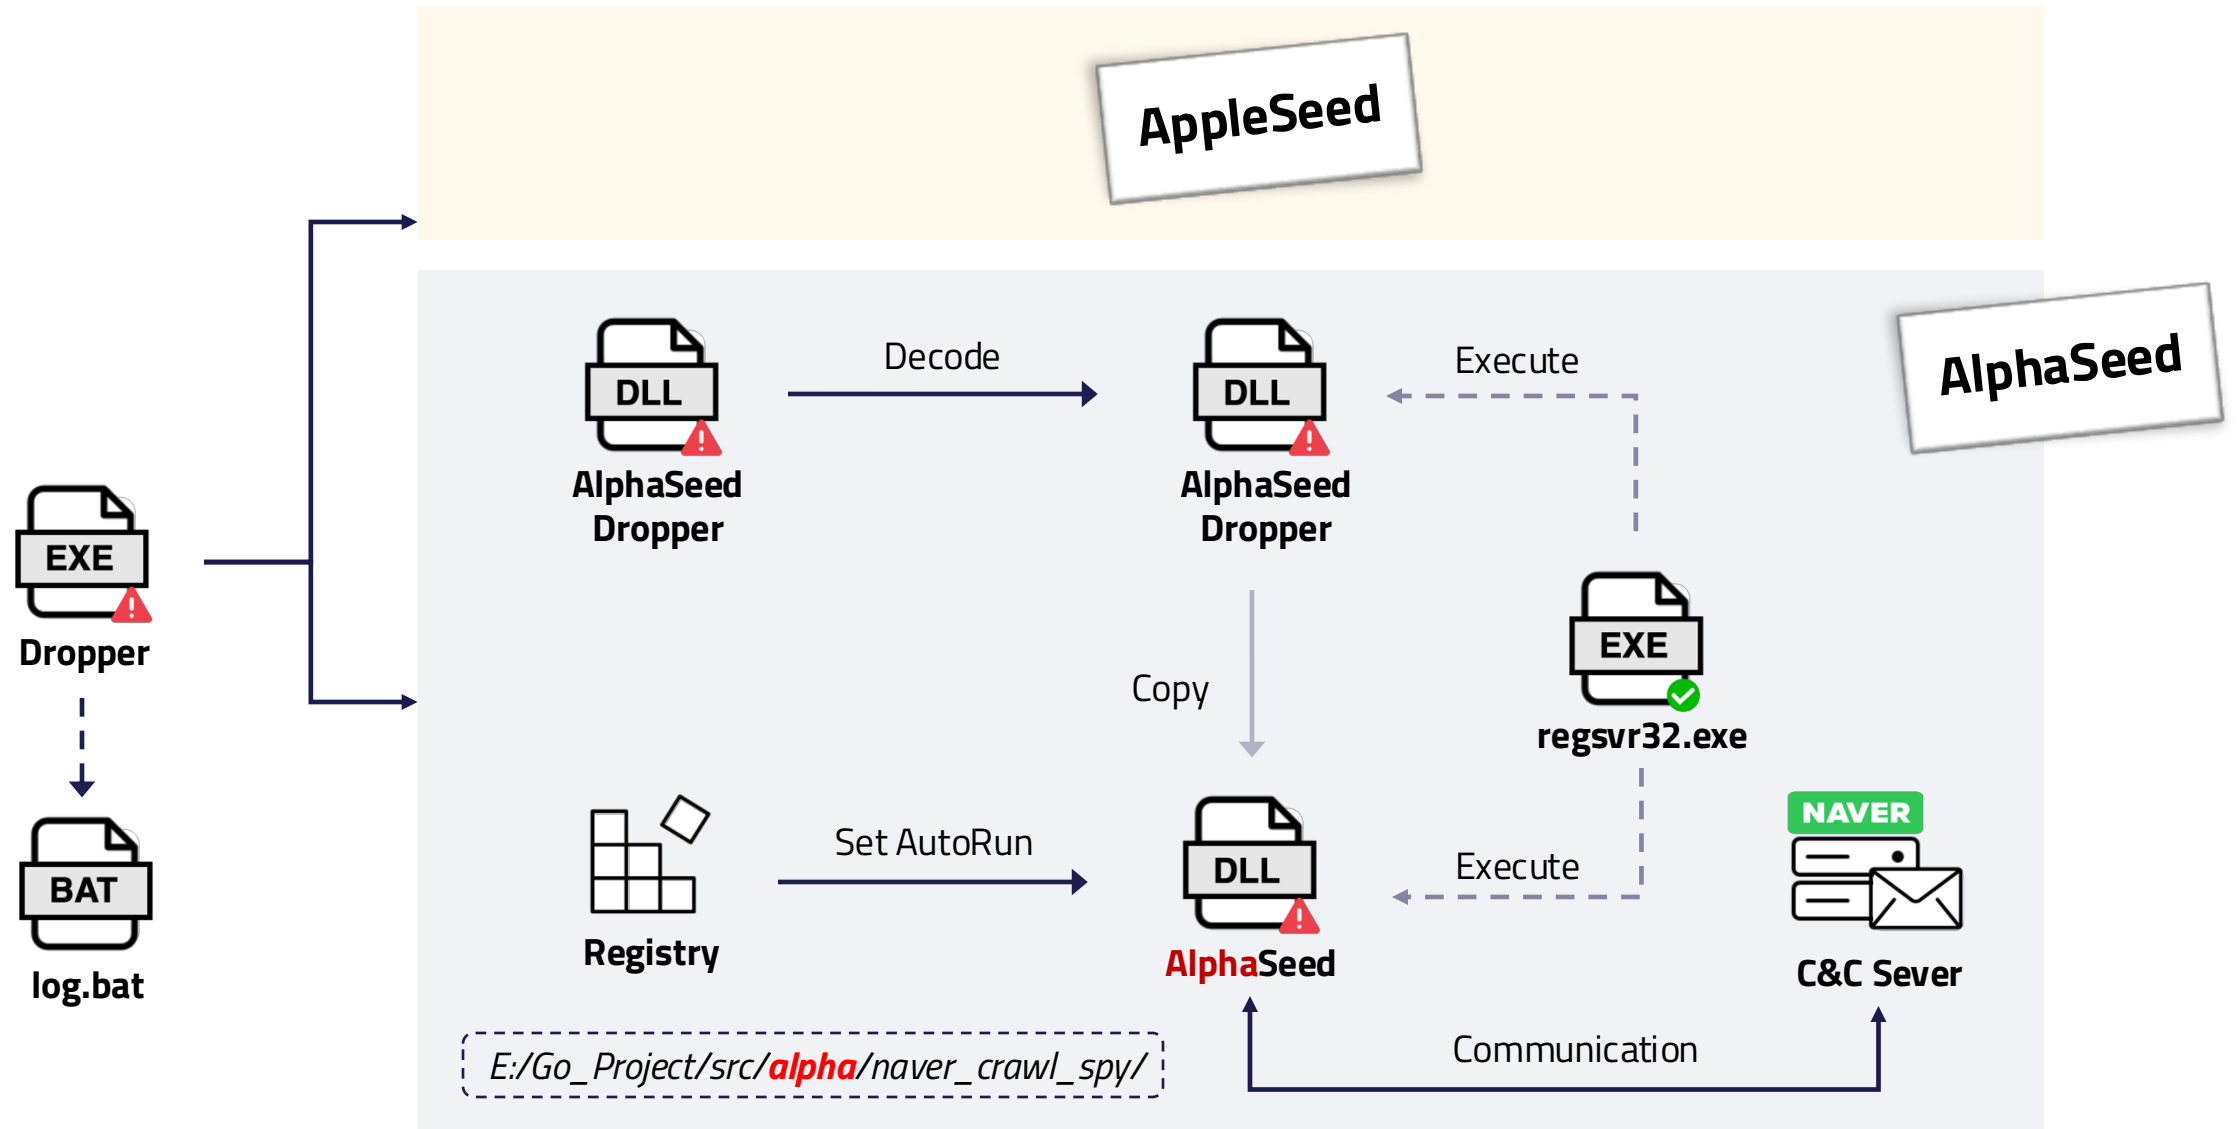 AppleSeed
AlphaSeed
DLL
Decode
DLL
Execute
AlphaSeed
Dropper
AlphaSeed
Dropper
EXE
Dropper
EXE
regsvr32.exe
Copy
BAT
log.bat
Registry
Set AutoRun
DLL
AlphaSeed
Execute
NAVER
C&C Sever
E:/Go_Project/src/alpha/naver_crawl_spy/
Communication